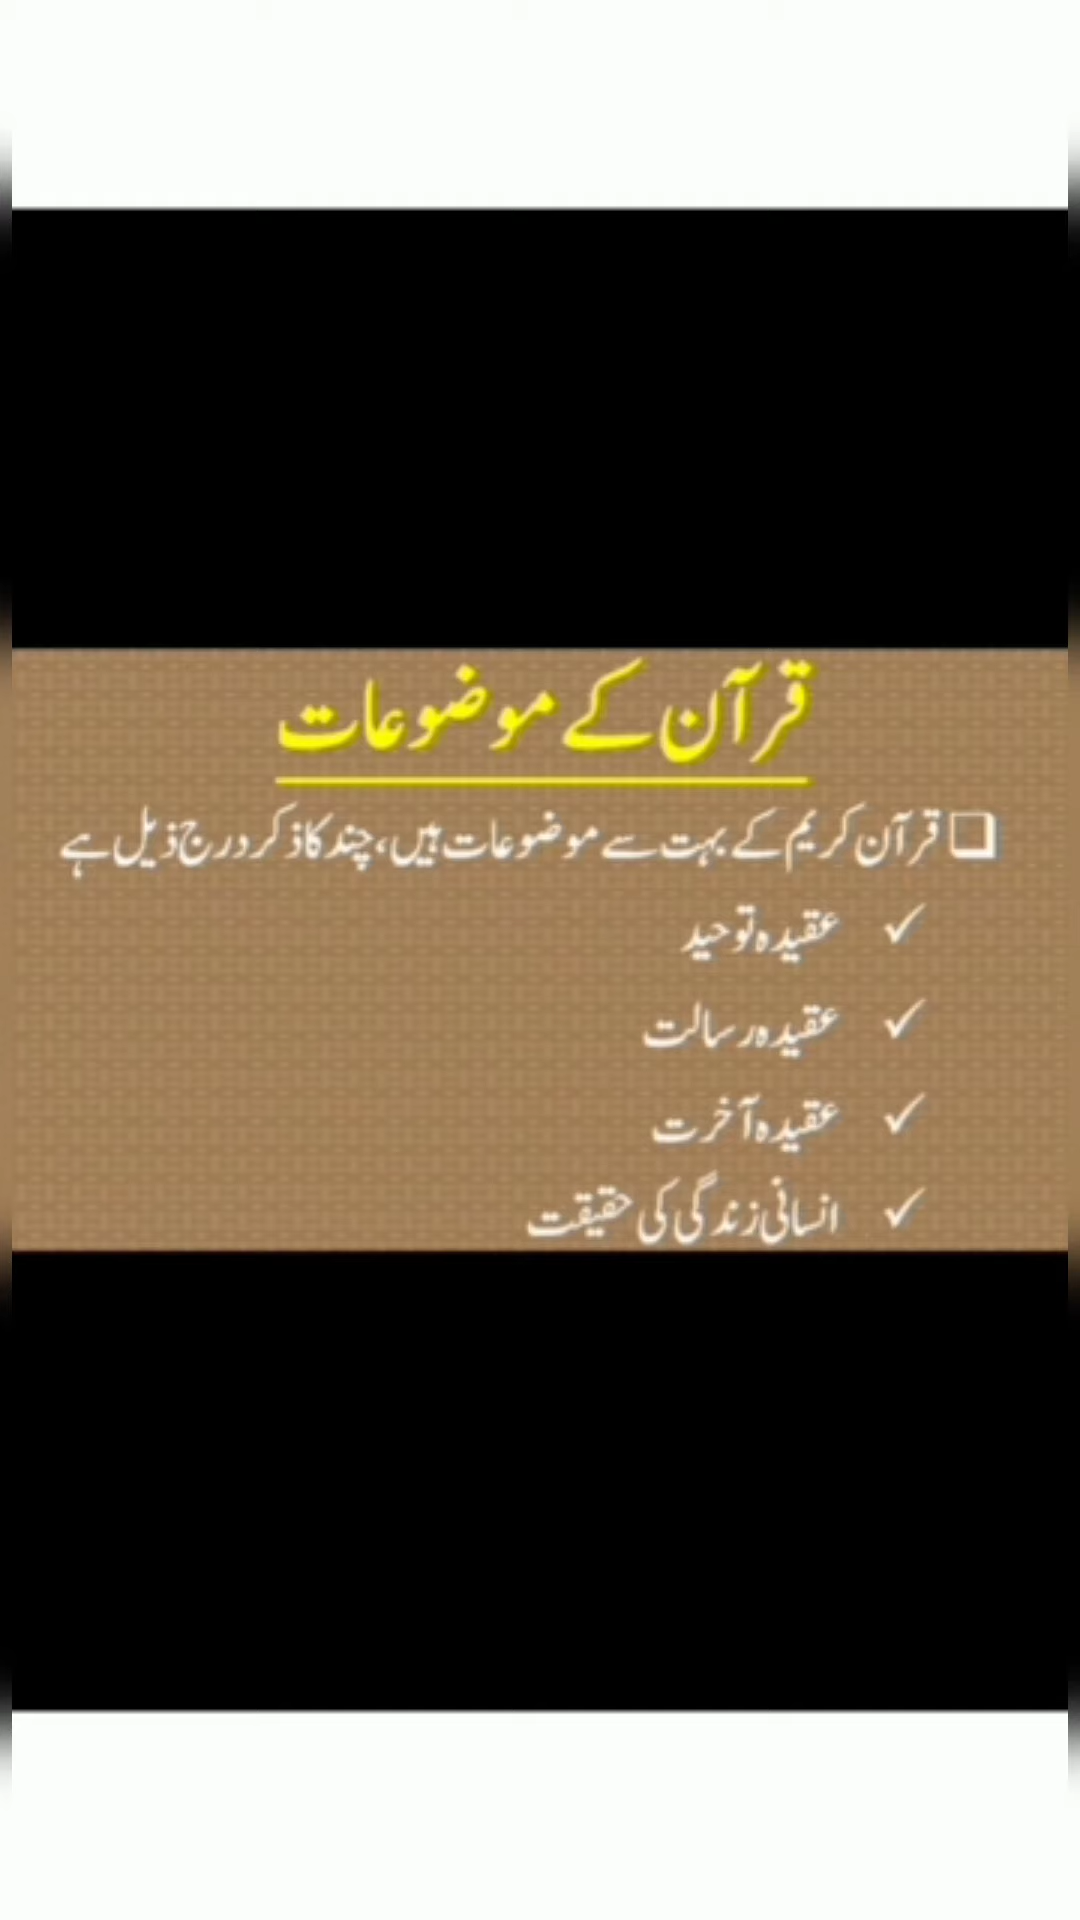 قرآن کے موضوعات
❑ قرآن کریم کے بہت سے موضوعات ہیں، چند کا ذکر درج ذیل ہے
✓ عقیدہ توحید
✓ عقیدہ رسالت
✓ عقیدہ آخرت
✓ انسانی زندگی کی حقیقت